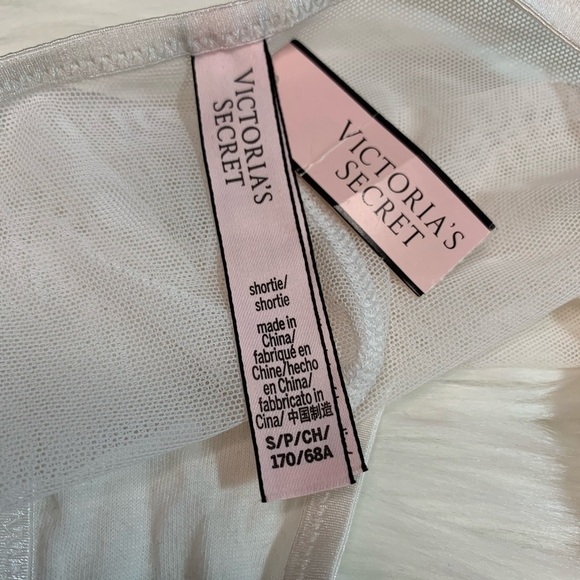 VICTORIA'S
SECRET
shortie/
shortie
made in
China/
fabriqué en
Chine/hecho
en China/
fabbricato in
Cina/ 中国制造
S/P/CH/
170/68A
VICTORIA'S
SECRET